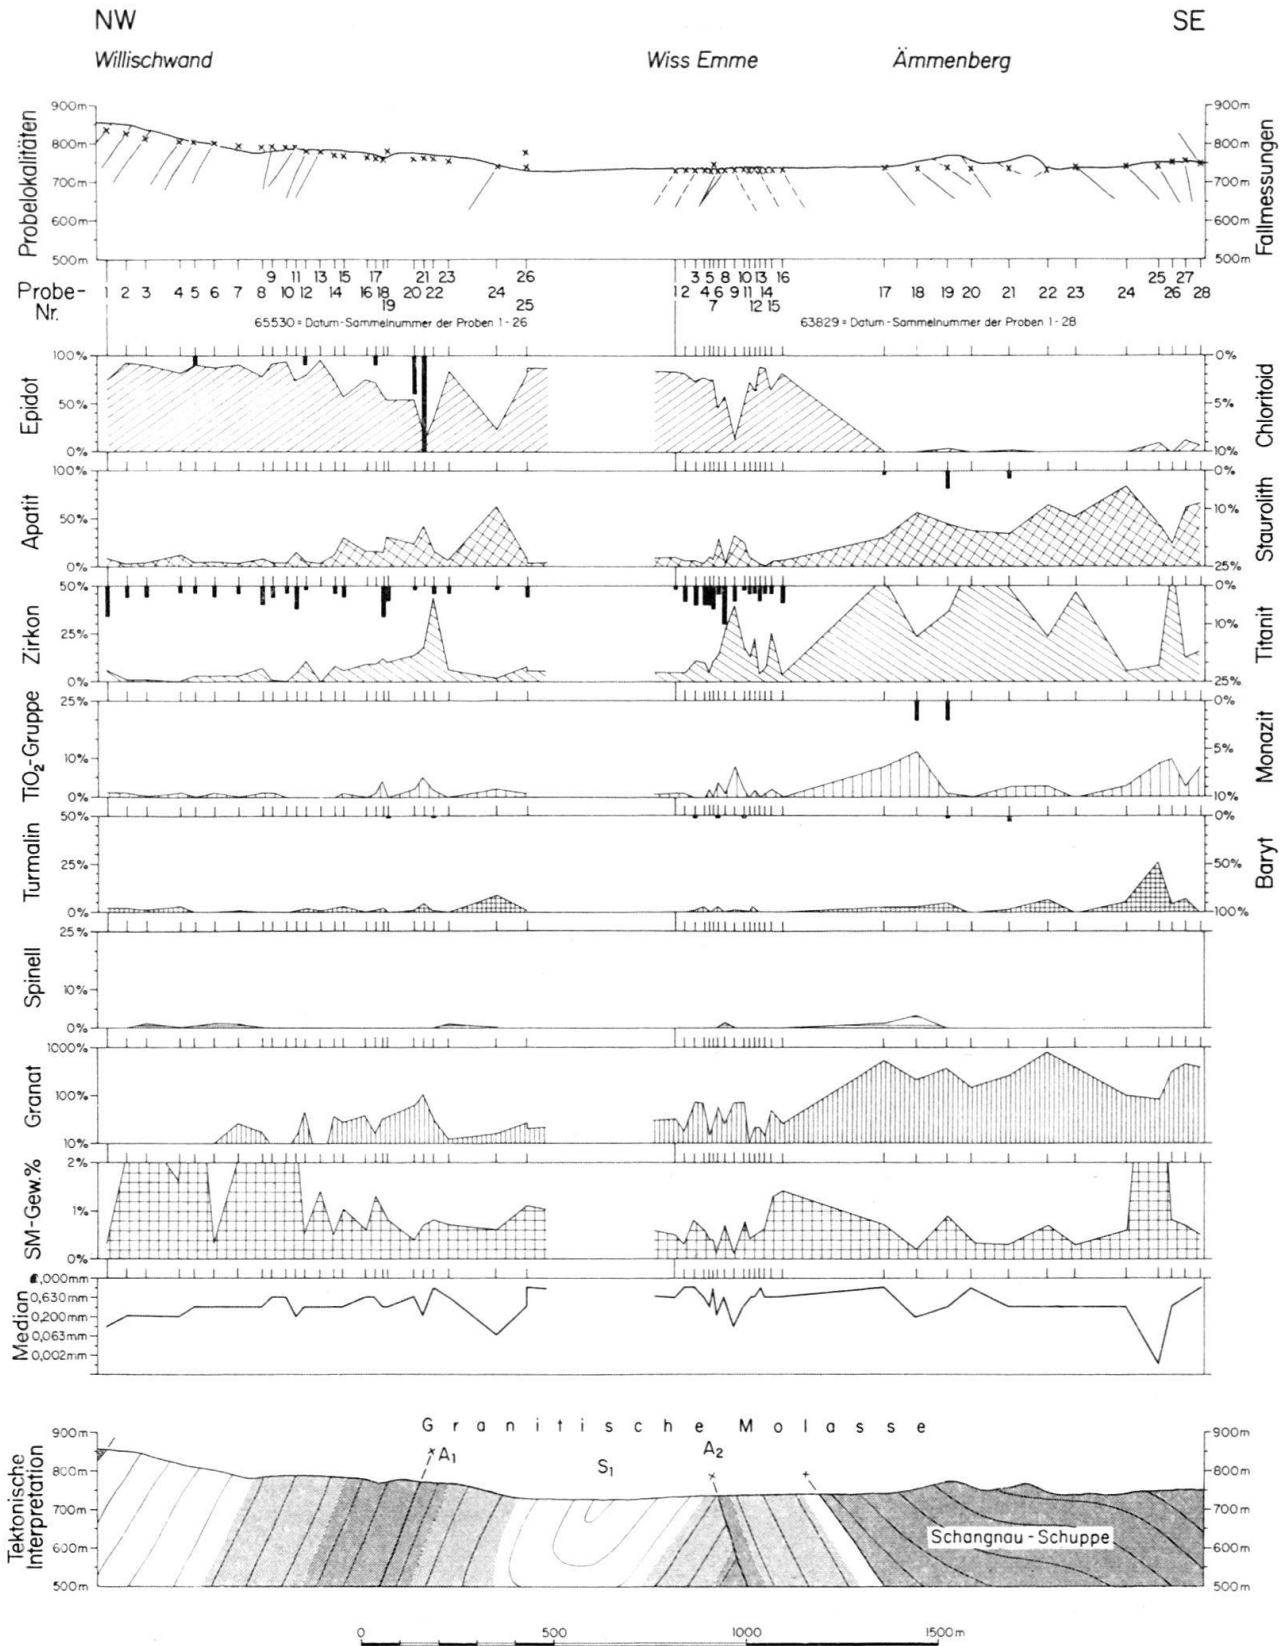 NW SE
Willischwand Wiss Emme Ämmenberg
Probelokalitäten
900m
800m
700m
600m
500m
900m
800m
700m
600m
500m
Fallmessungen
9 11 13 15 17 21 23 26 3 5 8 10 13 16 25 27
Probe-Nr.
1 2 3 4 5 6 7 8 10 12 14 16 18 20 22 24 1 2 4 6 9 11 14 17 18 19 20 21 22 23 24 26 28
19 25 7 12 15
65530 = Datum-Sammelnummer der Proben 1-26
63829 = Datum-Sammelnummer der Proben 1-28
Epidot
100%
50%
0%
0%
5%
10%
Chloritoid
Apatit
100%
50%
0%
0%
10%
25%
Staurolith
Zirkon
50%
25%
0%
0%
10%
25%
Titanit
TiO₂-Gruppe
25%
10%
0%
0%
5%
10%
Monazit
Turmalin
50%
25%
0%
0%
50%
100%
Baryt
Spinell
25%
10%
0%
Granat
1000%
100%
10%
SM-Gew.%
2%
1%
0%
Median
,000mm
0,630mm
0,200mm
0,063mm
0,002mm
Granitische Molasse
Tektonische
Interpretation
900m
800m
700m
600m
500m
A₁
S₁
A₂
Schangnau-Schuppe
900m
800m
700m
600m
500m
0 500 1000 1500m